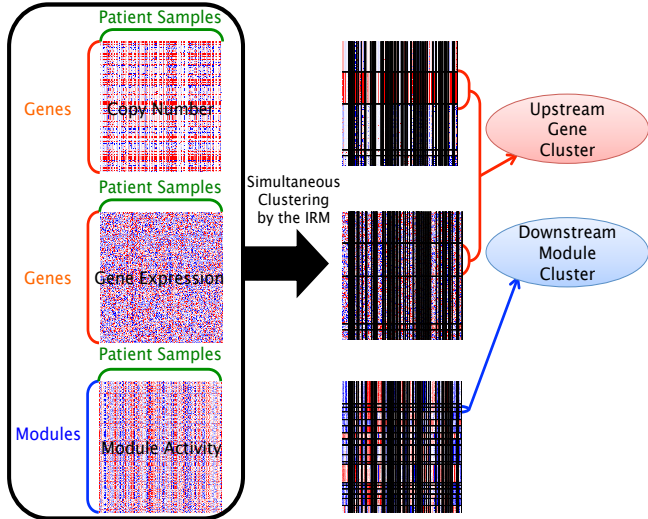 Patient Samples
Genes
Copy Number
Patient Samples
Genes
Gene Expression
Patient Samples
Modules
Module Activity
Simultaneous
Clustering
by the IRM
Upstream
Gene
Cluster
Downstream
Module
Cluster